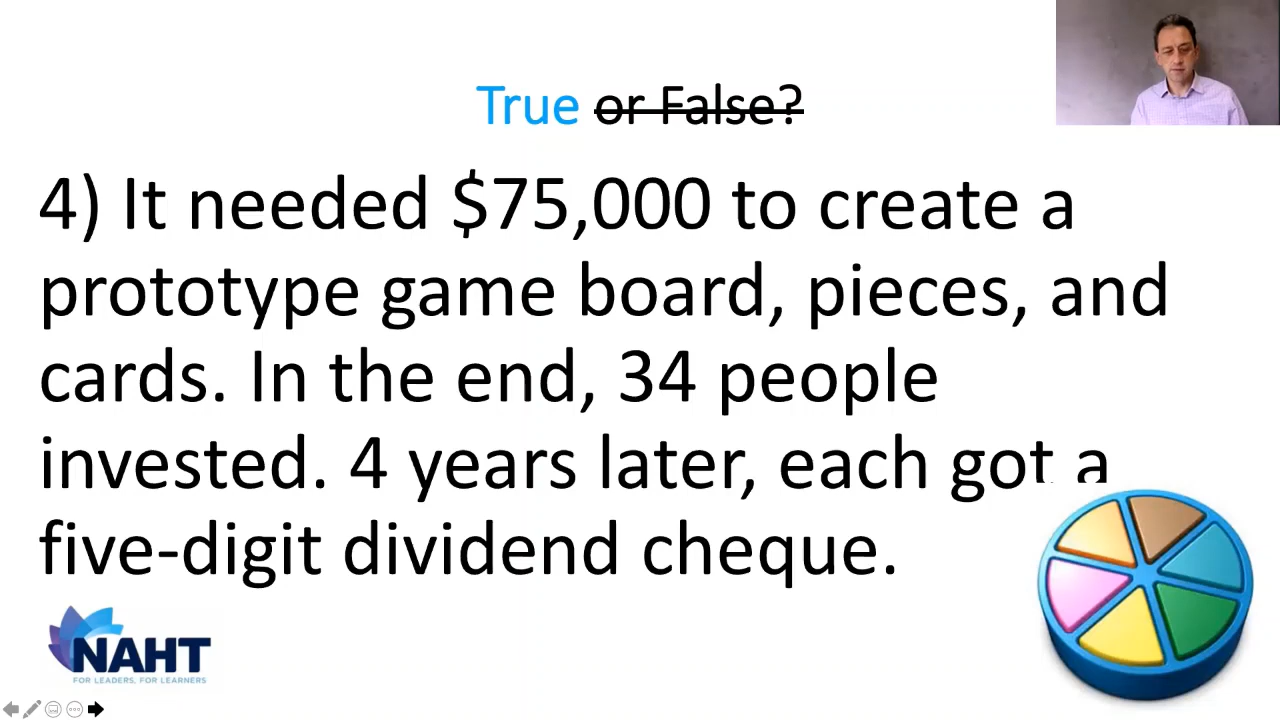 True or False?
4) It needed $75,000 to create a
prototype game board, pieces, and
cards. In the end, 34 people
invested. 4 years later, each got a
five-digit dividend cheque.
NAHT
FOR LEADERS, FOR LEARNERS